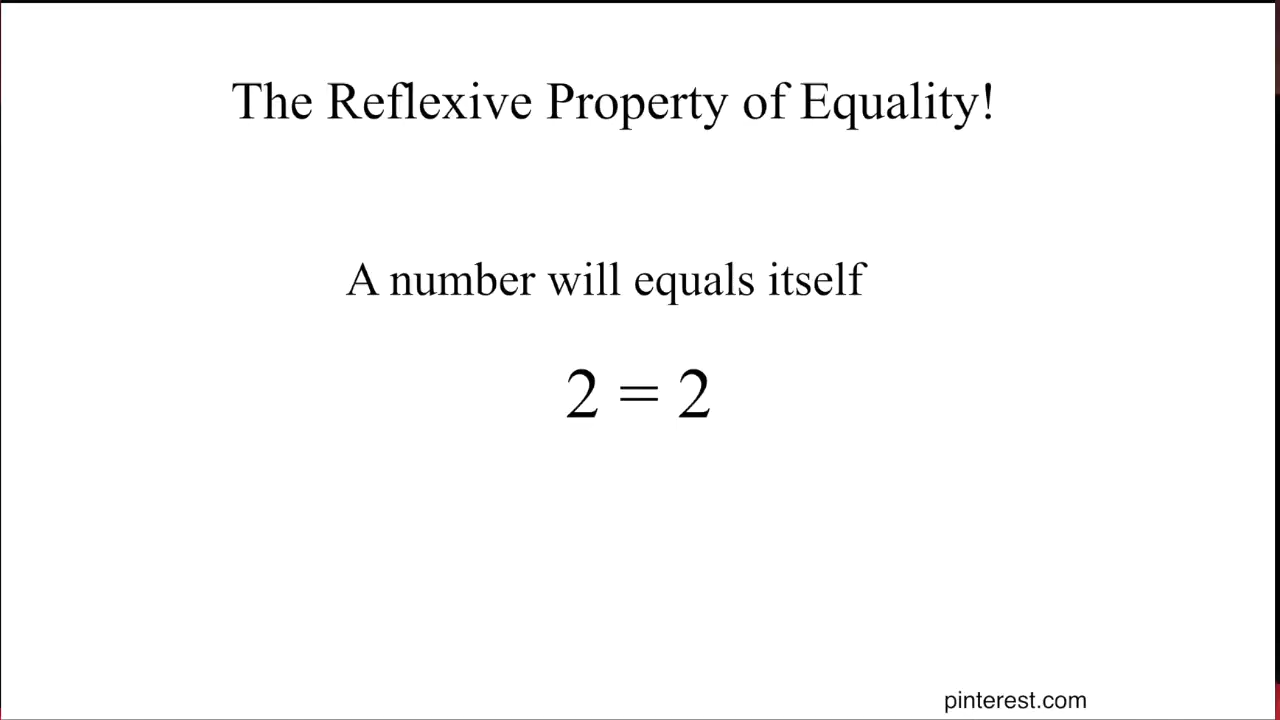 The Reflexive Property of Equality!
A number will equals itself
2 = 2
pinterest.com